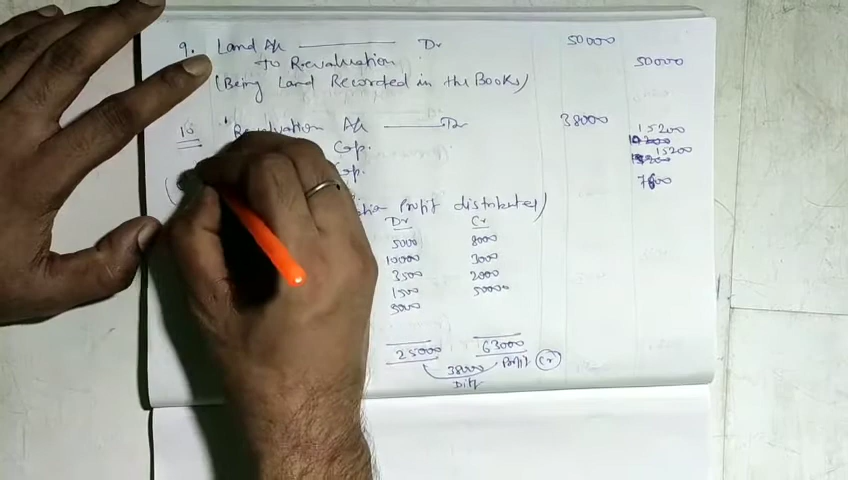 9. Land A/c ——— Dr 50000
To Revaluation 50000
(Being Land Recorded in the Books)
10 Revaluation A/c ——— Dr 38000 15200
Cap. 15200
Cap. 7600
Profit distributed)
Dr Cr
5000 8000
10000 3000
3500 2000
1500 50000
5000
25000 63000
38000 Profit Cr
Diff